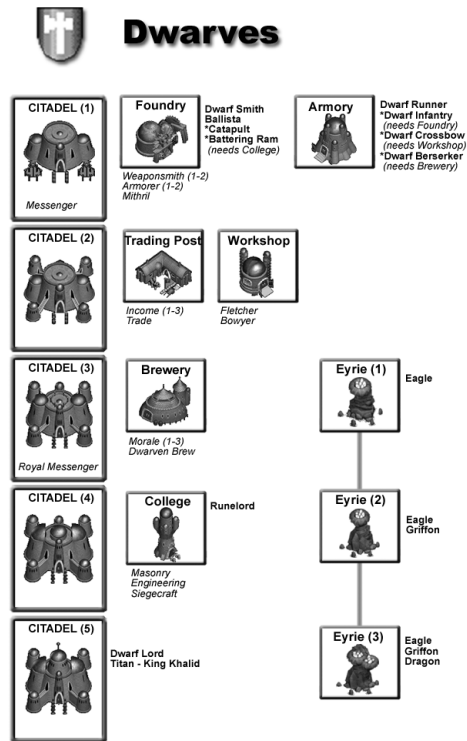 Dwarves
CITADEL (1)
Messenger
Foundry
Dwarf Smith
Ballista
*Catapult
*Battering Ram
(needs College)
Weaponsmith (1-2)
Armorer (1-2)
Mithril
Armory
Dwarf Runner
*Dwarf Infantry
(needs Foundry)
*Dwarf Crossbow
(needs Workshop)
*Dwarf Berserker
(needs Brewery)
CITADEL (2)
Trading Post
Income (1-3)
Trade
Workshop
Fletcher
Bowyer
CITADEL (3)
Royal Messenger
Brewery
Morale (1-3)
Dwarven Brew
Eyrie (1)
Eagle
CITADEL (4)
College
Runelord
Masonry
Engineering
Siegecraft
Eyrie (2)
Eagle
Griffon
CITADEL (5)
Dwarf Lord
Titan - King Khalid
Eyrie (3)
Eagle
Griffon
Dragon